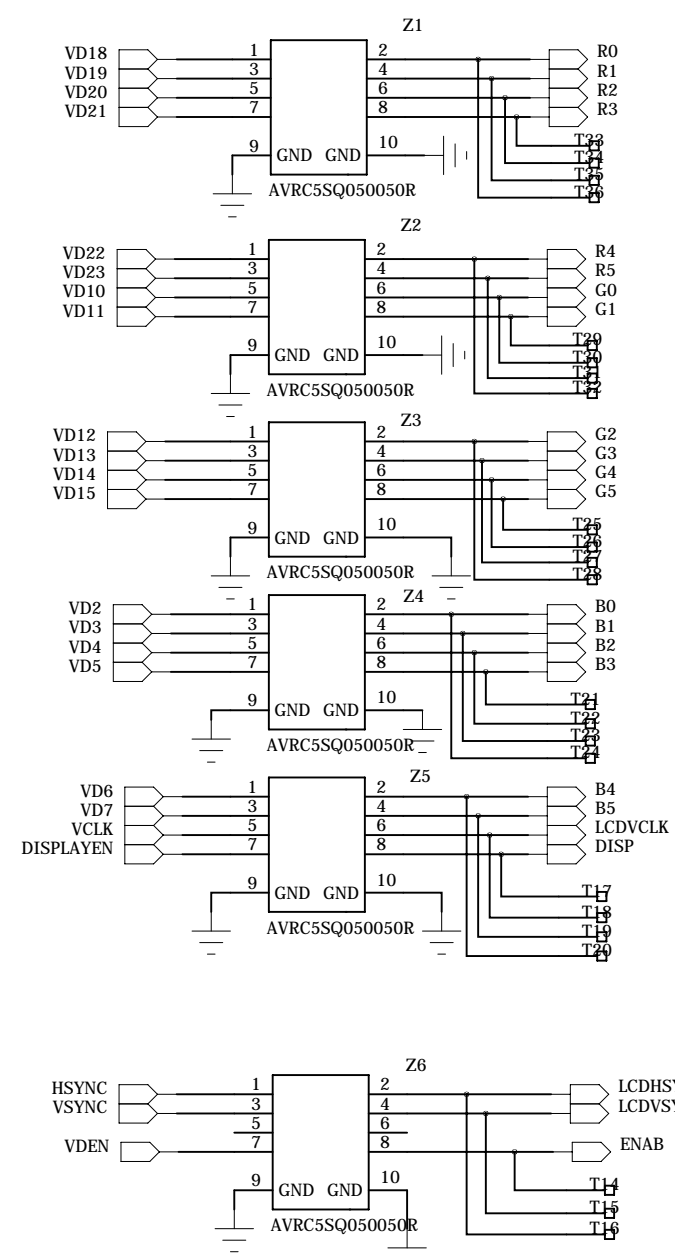 Z1
VD18 1 2 R0
VD19 3 4 R1
VD20 5 6 R2
VD21 7 8 R3
T33
9 GND GND 10 T34
T35
AVRC5SQ050050R T36
Z2
VD22 1 2 R4
VD23 3 4 R5
VD10 5 6 G0
VD11 7 8 G1
T29
9 GND GND 10 T30
T31
AVRC5SQ050050R T32
Z3
VD12 1 2 G2
VD13 3 4 G3
VD14 5 6 G4
VD15 7 8 G5
T25
9 GND GND 10 T26
T27
AVRC5SQ050050R T28
Z4
VD2 1 2 B0
VD3 3 4 B1
VD4 5 6 B2
VD5 7 8 B3
T21
9 GND GND 10 T22
T23
AVRC5SQ050050R T24
Z5
VD6 1 2 B4
VD7 3 4 B5
VCLK 5 6 LCDVCLK
DISPLAYEN 7 8 DISP
9 GND GND 10 T17
T18
AVRC5SQ050050R T19
T20
Z6
HSYNC 1 2 LCDHSY
VSYNC 3 4 LCDVSY
5 6
VDEN 7 8 ENAB
9 GND GND 10 T14
T15
AVRC5SQ050050R T16